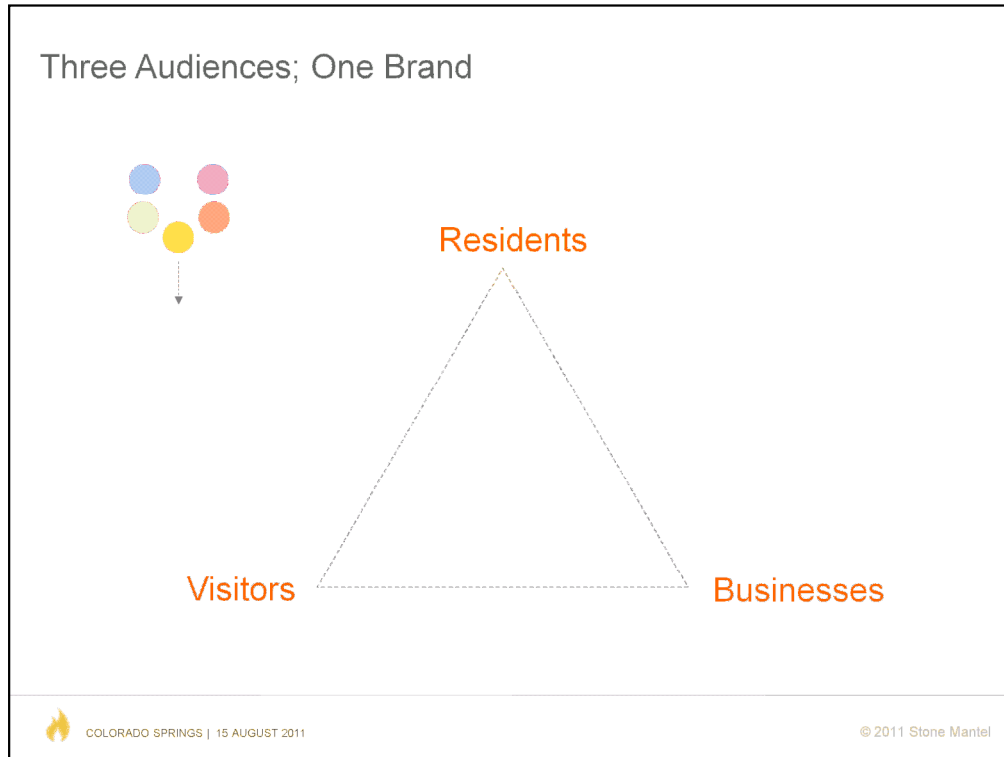 Three Audiences; One Brand
Residents
Visitors
Businesses
COLORADO SPRINGS | 15 AUGUST 2011
© 2011 Stone Mantel